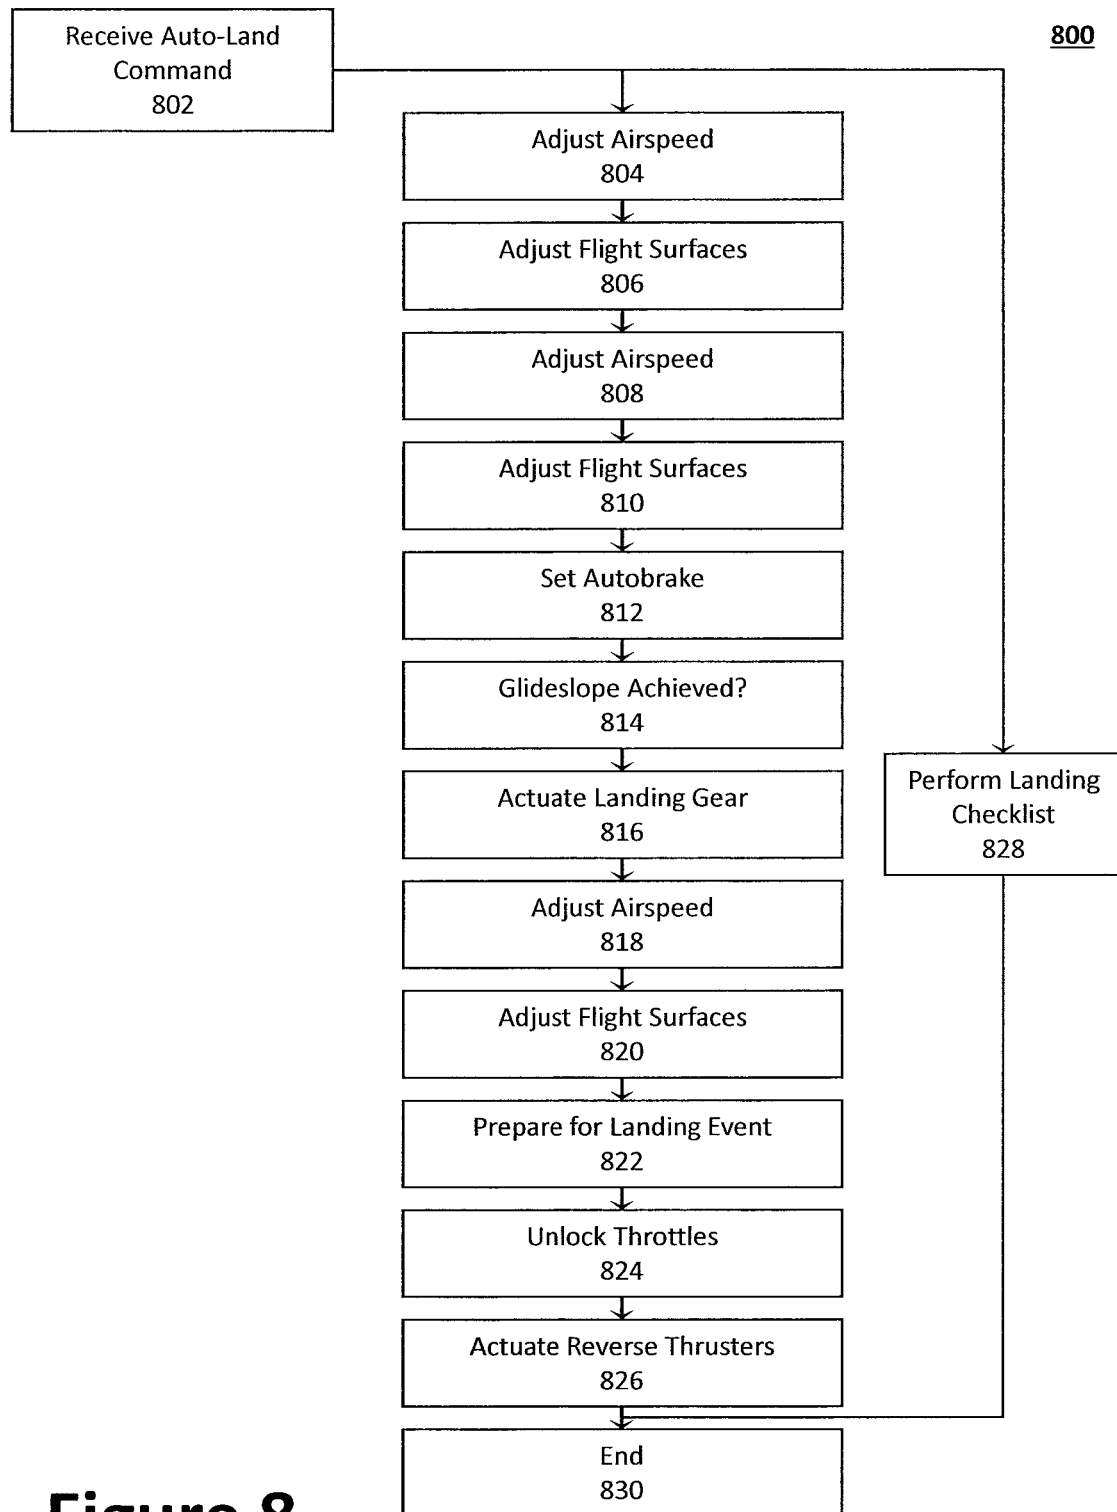 Receive Auto-Land
Command
802
800
Adjust Airspeed
804
Adjust Flight Surfaces
806
Adjust Airspeed
808
Adjust Flight Surfaces
810
Set Autobrake
812
Glideslope Achieved?
814
Actuate Landing Gear
816
Perform Landing
Checklist
828
Adjust Airspeed
818
Adjust Flight Surfaces
820
Prepare for Landing Event
822
Unlock Throttles
824
Actuate Reverse Thrusters
826
End
830
Figure 8